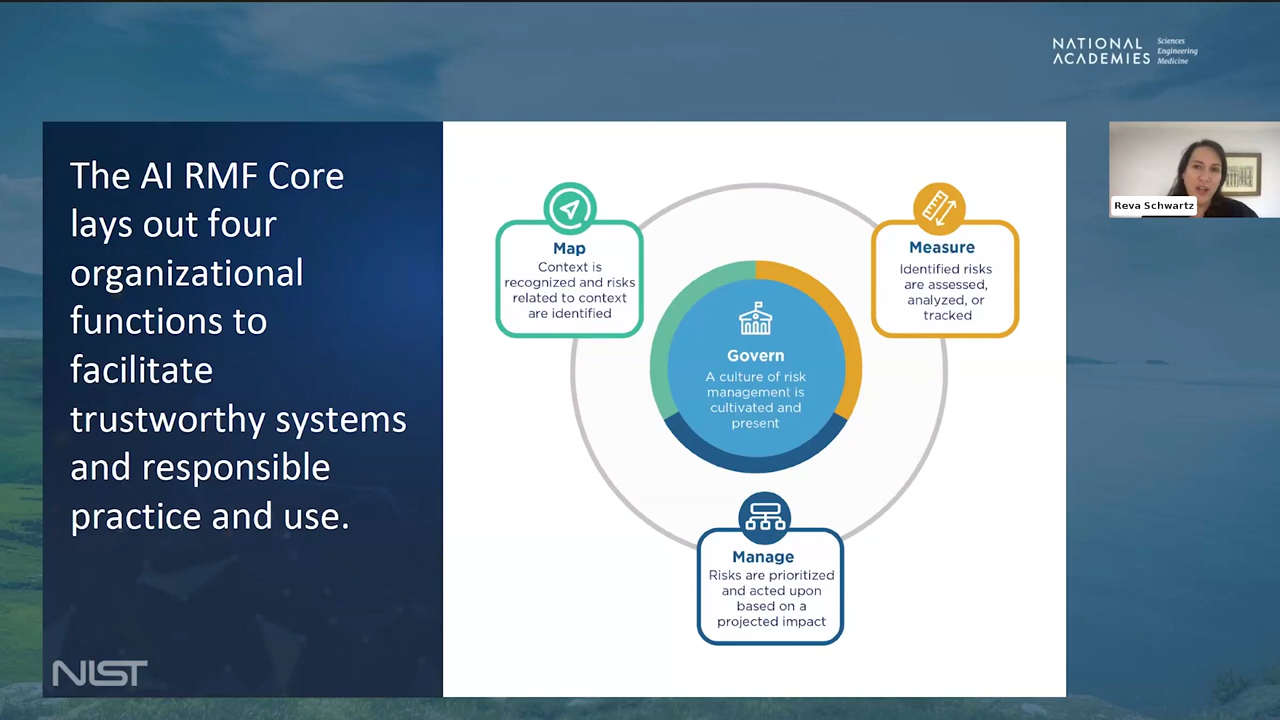 NATIONAL
ACADEMIES
Sciences
Engineering
Medicine
The AI RMF Core
lays out four
organizational
functions to
facilitate
trustworthy systems
and responsible
practice and use.
NIST
Map
Context is
recognized and risks
related to context
are identified
Measure
Identified risks
are assessed,
analyzed, or
tracked
Govern
A culture of risk
management is
cultivated and
present
Manage
Risks are prioritized
and acted upon
based on a
projected impact
Reva Schwartz